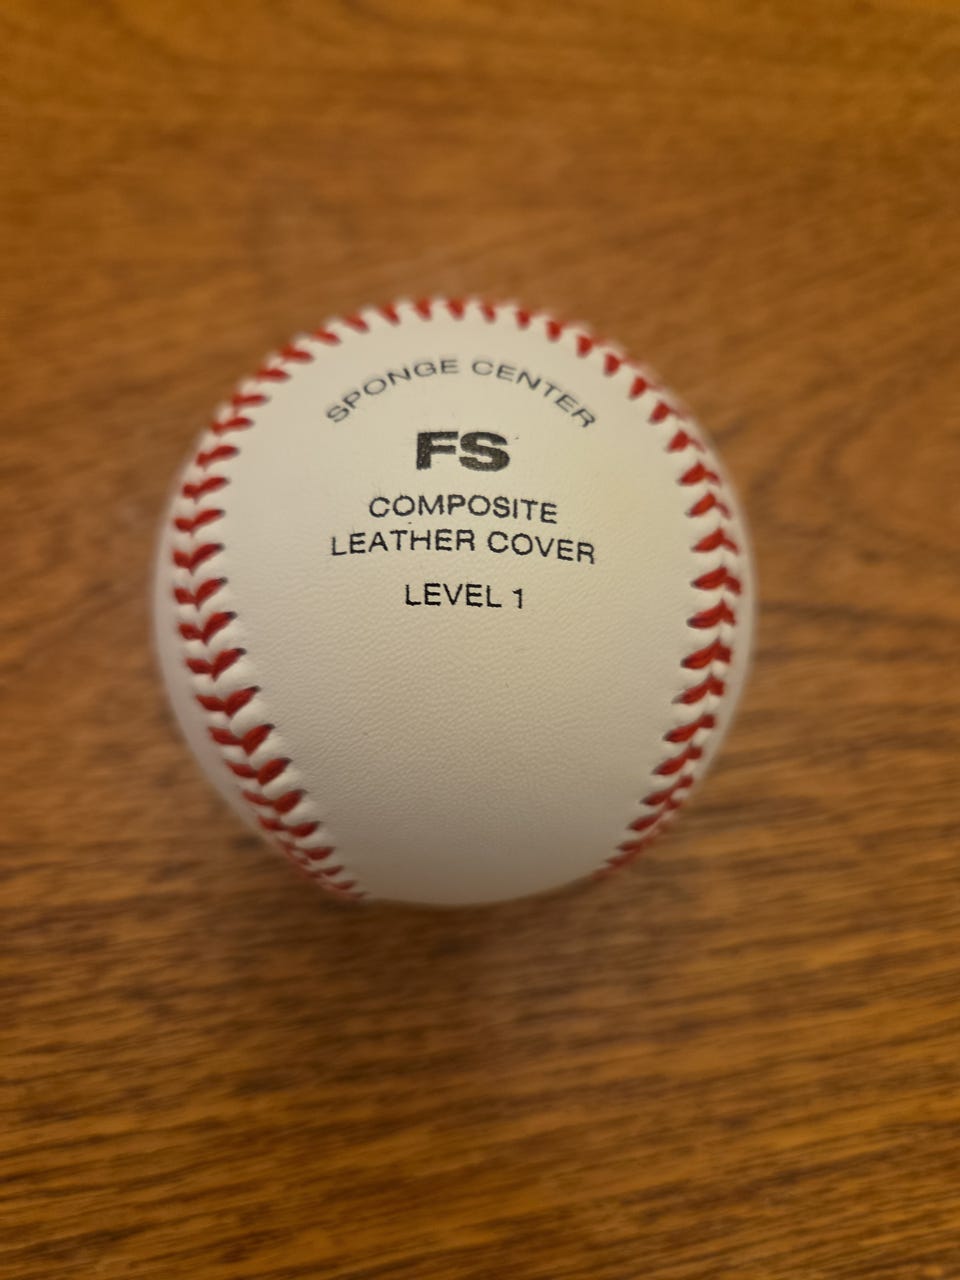 SPONGE CENTER
FS
COMPOSITE
LEATHER COVER
LEVEL 1